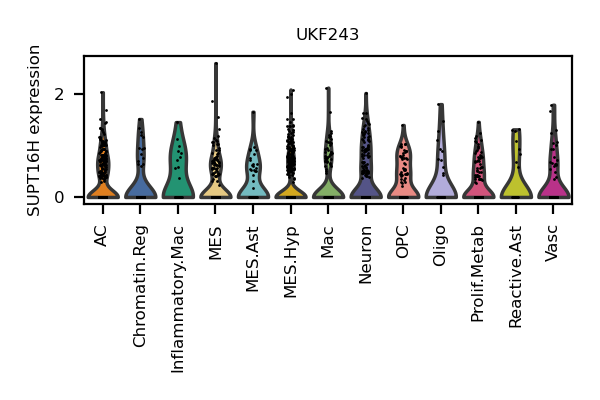 UKF243
SUPT16H expression
2
0
AC
Chromatin.Reg
Inflammatory.Mac
MES
MES.Ast
MES.Hyp
Mac
Neuron
OPC
Oligo
Prolif.Metab
Reactive.Ast
Vasc